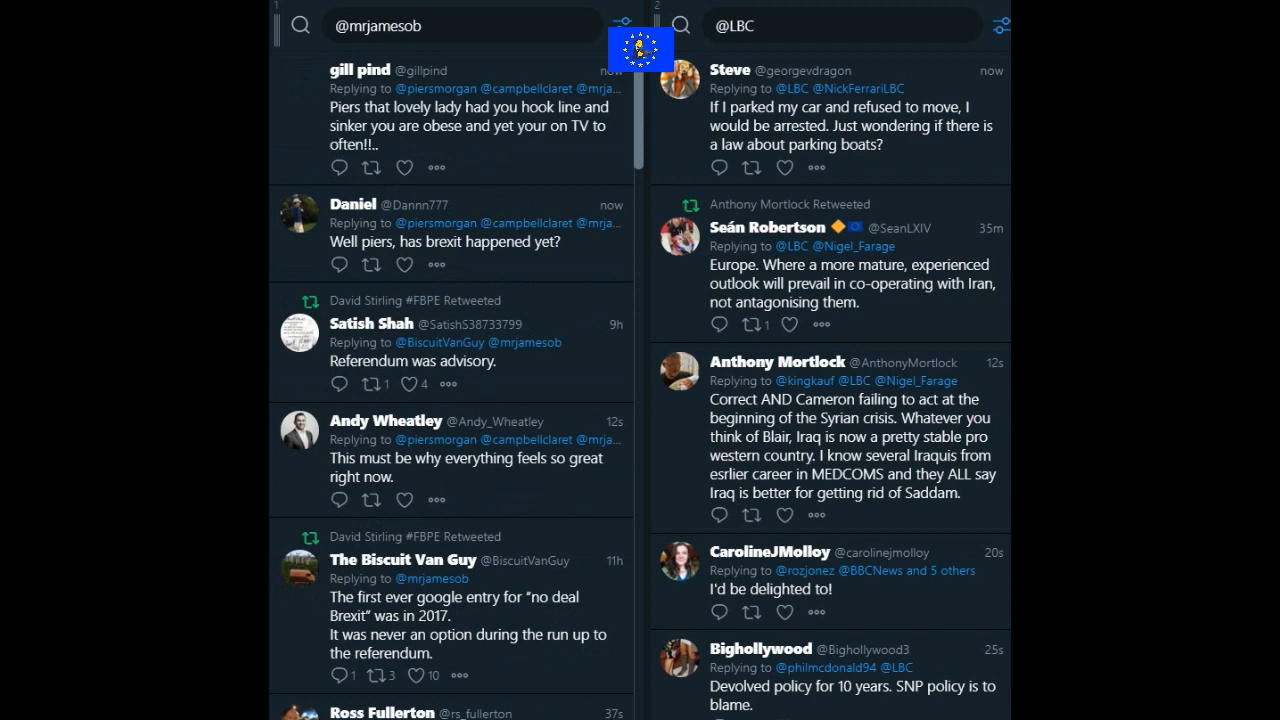 1
@mrjamesob
gill pind @gillpind now
Replying to @piersmorgan @campbellclaret @mrja...
Piers that lovely lady had you hook line and
sinker you are obese and yet your on TV to
often!!..
Daniel @Dannn777 now
Replying to @piersmorgan @campbellclaret @mrja...
Well piers, has brexit happened yet?
David Stirling #FBPE Retweeted
Satish Shah @SatishS38733799 9h
Replying to @BiscuitVanGuy @mrjamesob
Referendum was advisory.
1 4
Andy Wheatley @Andy_Wheatley 12s
Replying to @piersmorgan @campbellclaret @mrja...
This must be why everything feels so great
right now.
David Stirling #FBPE Retweeted
The Biscuit Van Guy @BiscuitVanGuy 11h
Replying to @mrjamesob
The first ever google entry for “no deal
Brexit” was in 2017.
It was never an option during the run up to
the referendum.
1 3 10
Ross Fullerton @rs_fullerton 37s
2
@LBC
Steve @georgevdragon now
Replying to @LBC @NickFerrariLBC
If I parked my car and refused to move, I
would be arrested. Just wondering if there is
a law about parking boats?
Anthony Mortlock Retweeted
Seán Robertson @SeanLXIV 35m
Replying to @LBC @Nigel_Farage
Europe. Where a more mature, experienced
outlook will prevail in co-operating with Iran,
not antagonising them.
1
Anthony Mortlock @AnthonyMortlock 12s
Replying to @kingkauf @LBC @Nigel_Farage
Correct AND Cameron failing to act at the
beginning of the Syrian crisis. Whatever you
think of Blair, Iraq is now a pretty stable pro
western country. I know several Iraquis from
esrlier career in MEDCOMS and they ALL say
Iraq is better for getting rid of Saddam.
CarolineJMolloy @carolinejmolloy 20s
Replying to @rozjonez @BBCNews and 5 others
I'd be delighted to!
Bighollywood @Bighollywood3 25s
Replying to @philmcdonald94 @LBC
Devolved policy for 10 years. SNP policy is to
blame.